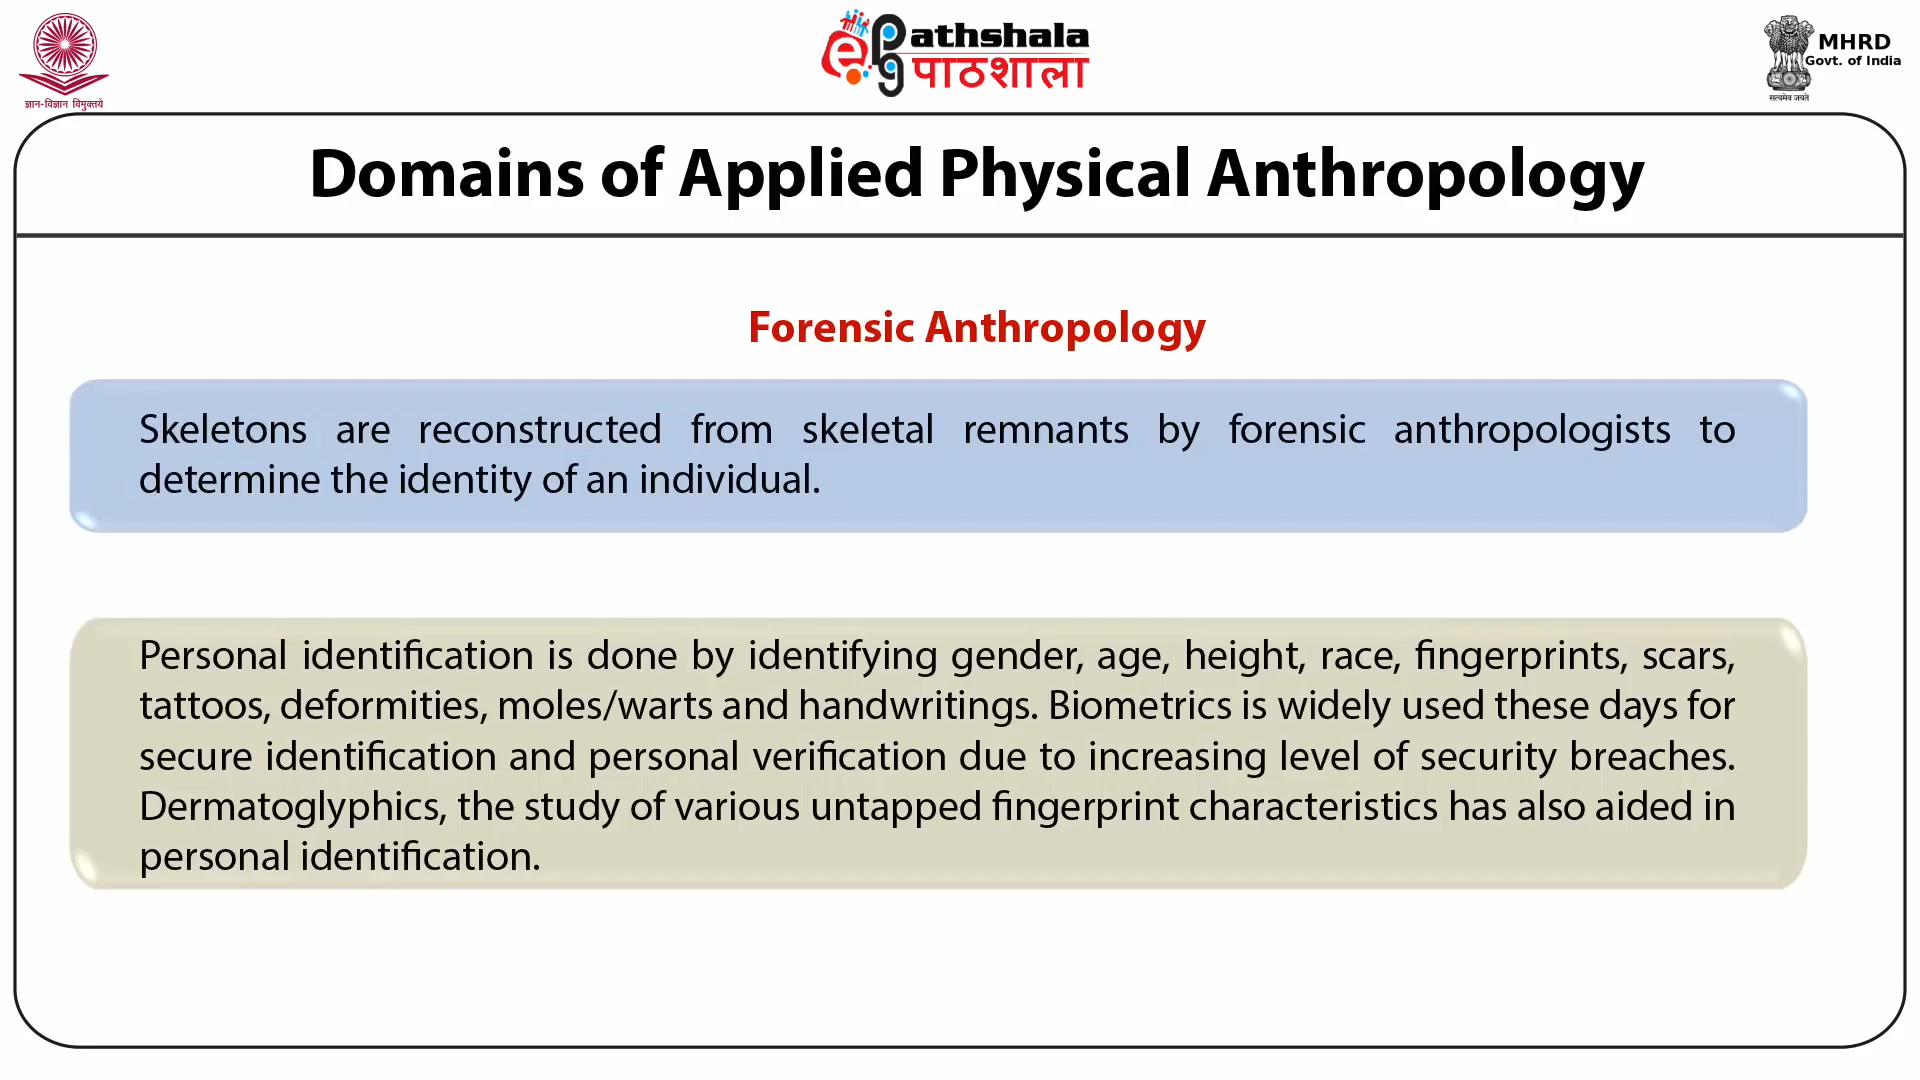 ज्ञान-विज्ञान विमुक्तये
ePathshala
पाठशाला
MHRD
Govt. of India
सत्यमेव जयते
Domains of Applied Physical Anthropology
Forensic Anthropology
Skeletons are reconstructed from skeletal remnants by forensic anthropologists to
determine the identity of an individual.
Personal identification is done by identifying gender, age, height, race, fingerprints, scars,
tattoos, deformities, moles/warts and handwritings. Biometrics is widely used these days for
secure identification and personal verification due to increasing level of security breaches.
Dermatoglyphics, the study of various untapped fingerprint characteristics has also aided in
personal identification.